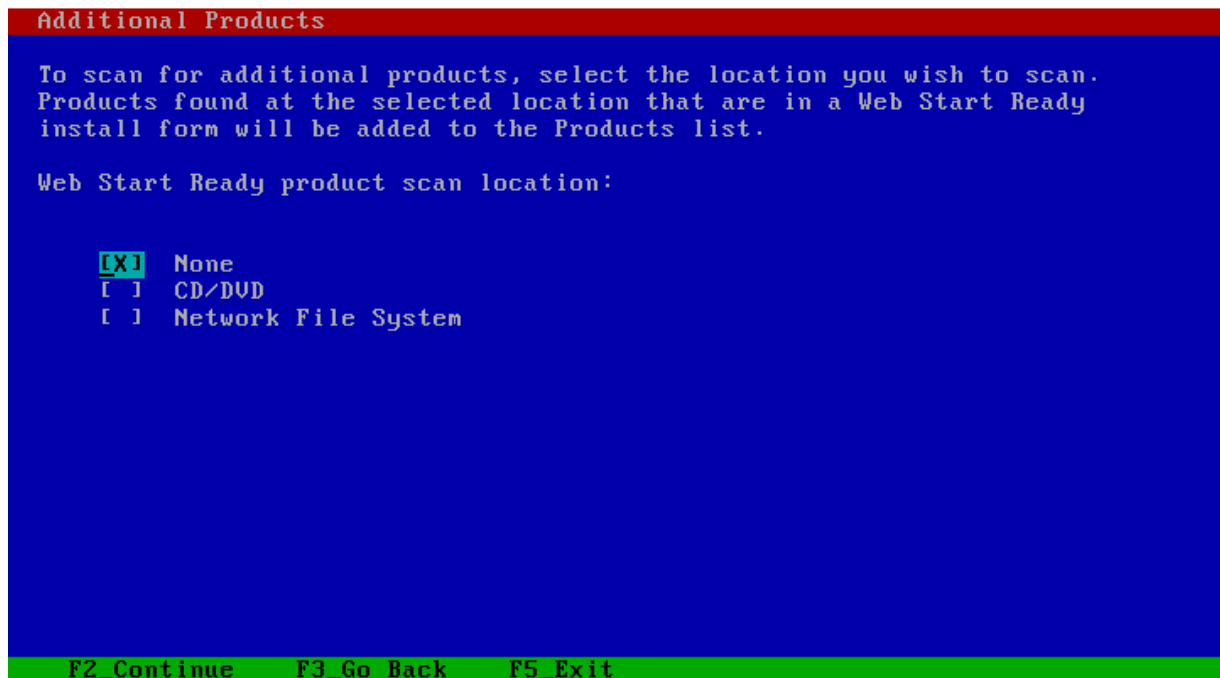 Additional Products
To scan for additional products, select the location you wish to scan.
Products found at the selected location that are in a Web Start Ready
install form will be added to the Products list.
Web Start Ready product scan location:
[X] None
[ ] CD/DVD
[ ] Network File System
F2_Continue F3_Go Back F5_Exit